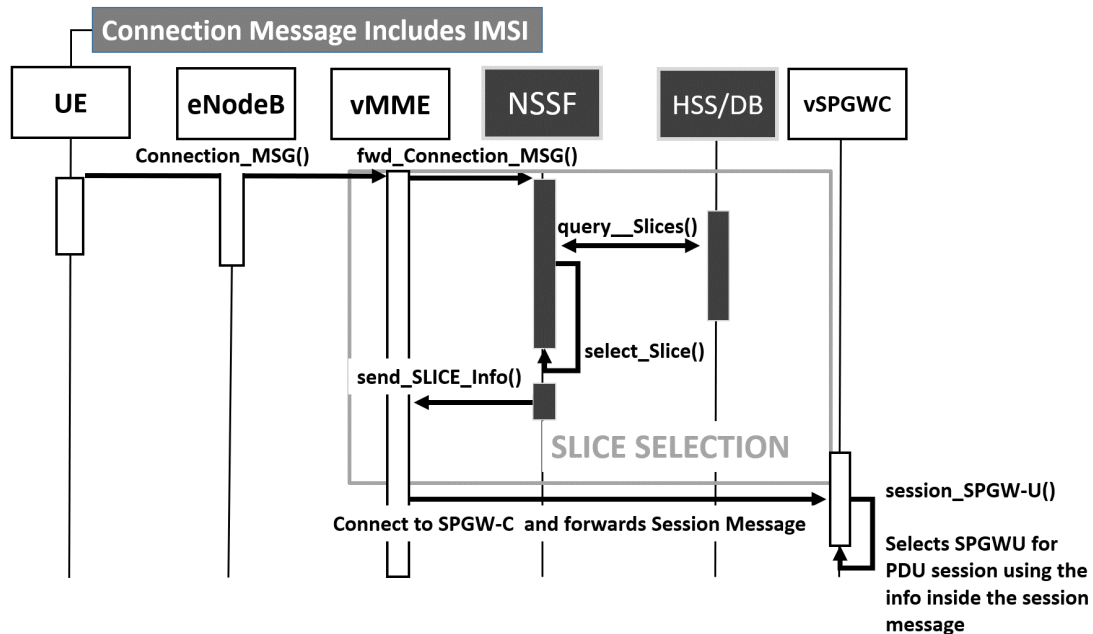 Connection Message Includes IMSI
UE
eNodeB
vMME
NSSF
HSS/DB
vSPGWC
Connection_MSG()
fwd_Connection_MSG()
query__Slices()
select_Slice()
send_SLICE_Info()
SLICE SELECTION
session_SPGW-U()
Connect to SPGW-C and forwards Session Message
Selects SPGWU for
PDU session using the
info inside the session
message